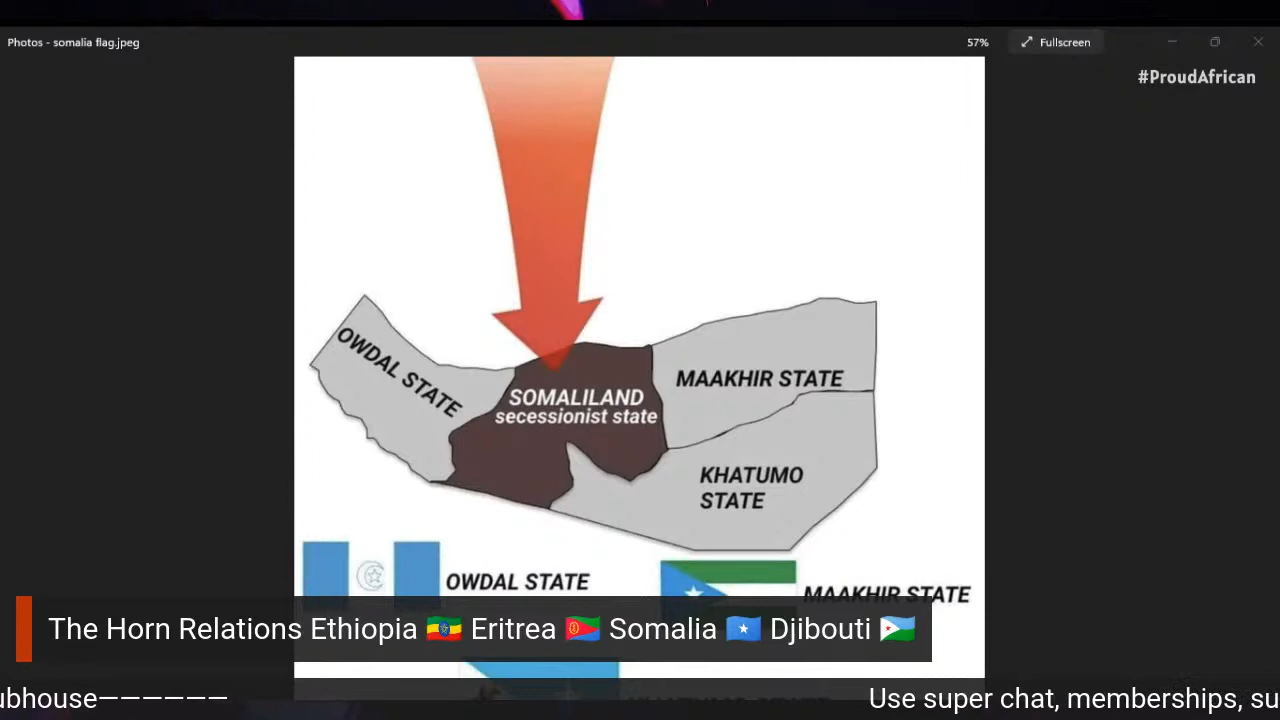 Photos - somalia flag.jpeg
57%
Fullscreen
#ProudAfrican
OWDAL STATE
SOMALILAND
secessionist state
MAAKHIR STATE
KHATUMO
STATE
OWDAL STATE
MAAKHIR STATE
The Horn Relations Ethiopia 🇪🇹 Eritrea 🇪🇷 Somalia 🇸🇴 Djibouti 🇩🇯
ubhouse——————
Use super chat, memberships, su